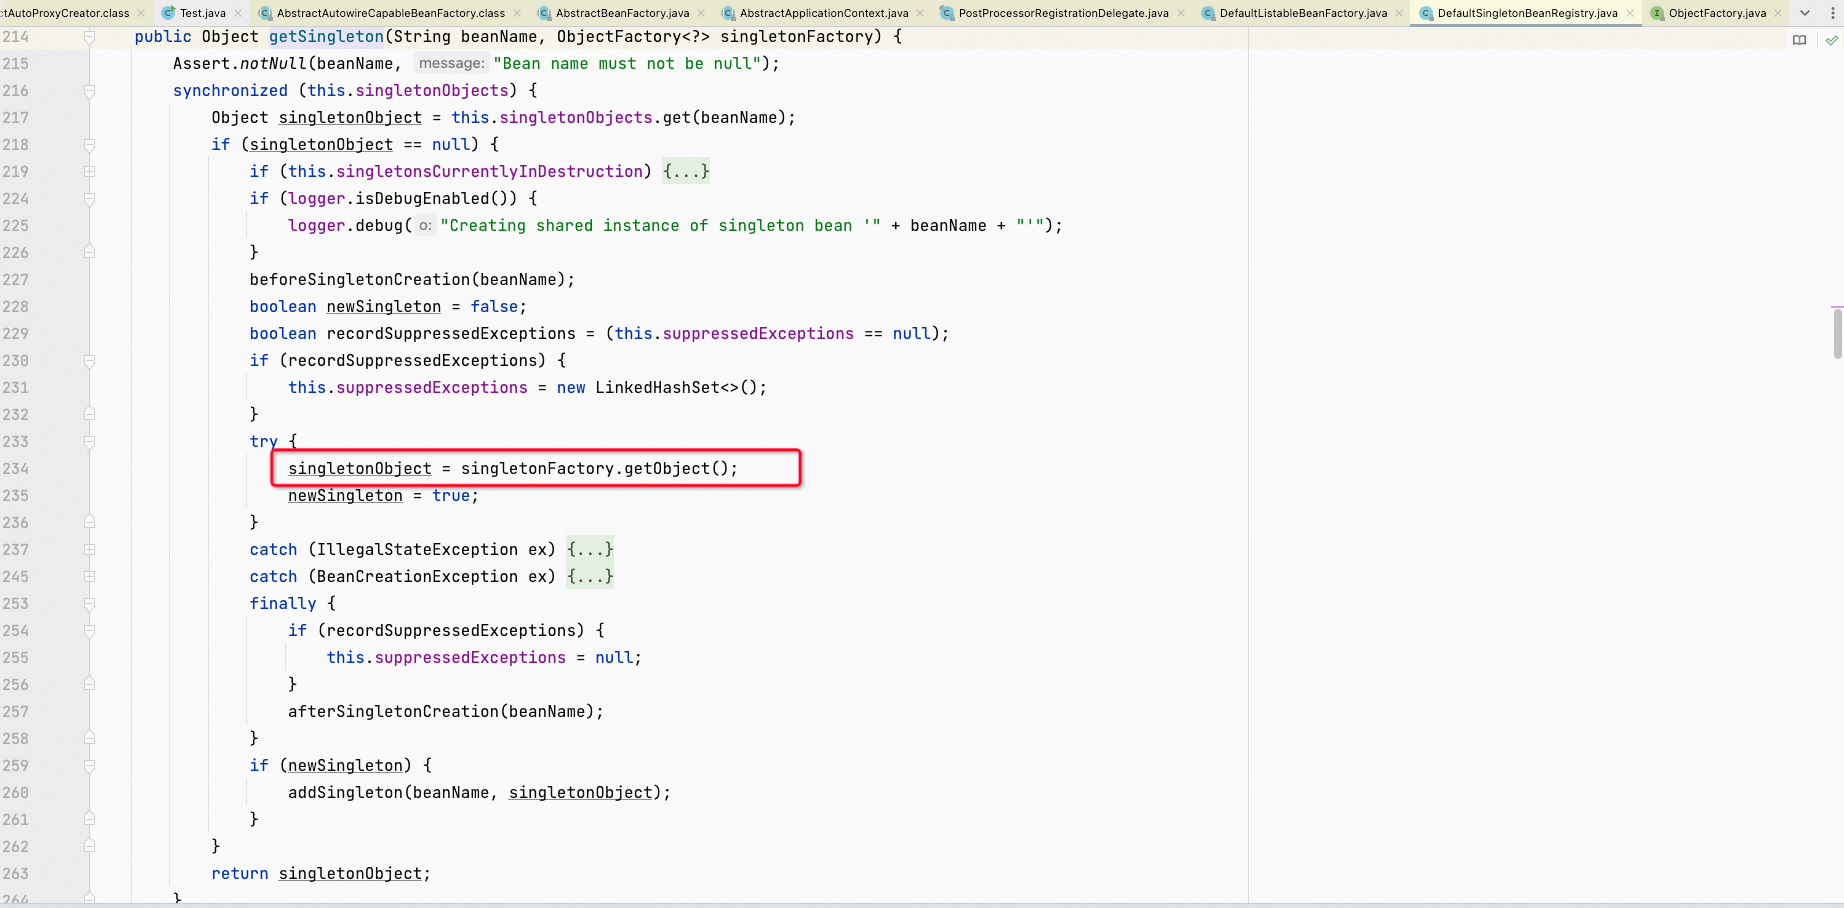 ctAutoProxyCreator.class Test.java AbstractAutowireCapableBeanFactory.class AbstractBeanFactory.java AbstractApplicationContext.java PostProcessorRegistrationDelegate.java DefaultListableBeanFactory.java DefaultSingletonBeanRegistry.java ObjectFactory.java
214 public Object getSingleton(String beanName, ObjectFactory<?> singletonFactory) {
215 Assert.notNull(beanName, message: "Bean name must not be null");
216 synchronized (this.singletonObjects) {
217 Object singletonObject = this.singletonObjects.get(beanName);
218 if (singletonObject == null) {
219 if (this.singletonsCurrentlyInDestruction) {...}
224 if (logger.isDebugEnabled()) {
225 logger.debug( o: "Creating shared instance of singleton bean '" + beanName + "'");
226 }
227 beforeSingletonCreation(beanName);
228 boolean newSingleton = false;
229 boolean recordSuppressedExceptions = (this.suppressedExceptions == null);
230 if (recordSuppressedExceptions) {
231 this.suppressedExceptions = new LinkedHashSet<>();
232 }
233 try {
234 singletonObject = singletonFactory.getObject();
235 newSingleton = true;
236 }
237 catch (IllegalStateException ex) {...}
245 catch (BeanCreationException ex) {...}
253 finally {
254 if (recordSuppressedExceptions) {
255 this.suppressedExceptions = null;
256 }
257 afterSingletonCreation(beanName);
258 }
259 if (newSingleton) {
260 addSingleton(beanName, singletonObject);
261 }
262 }
263 return singletonObject;
264 }